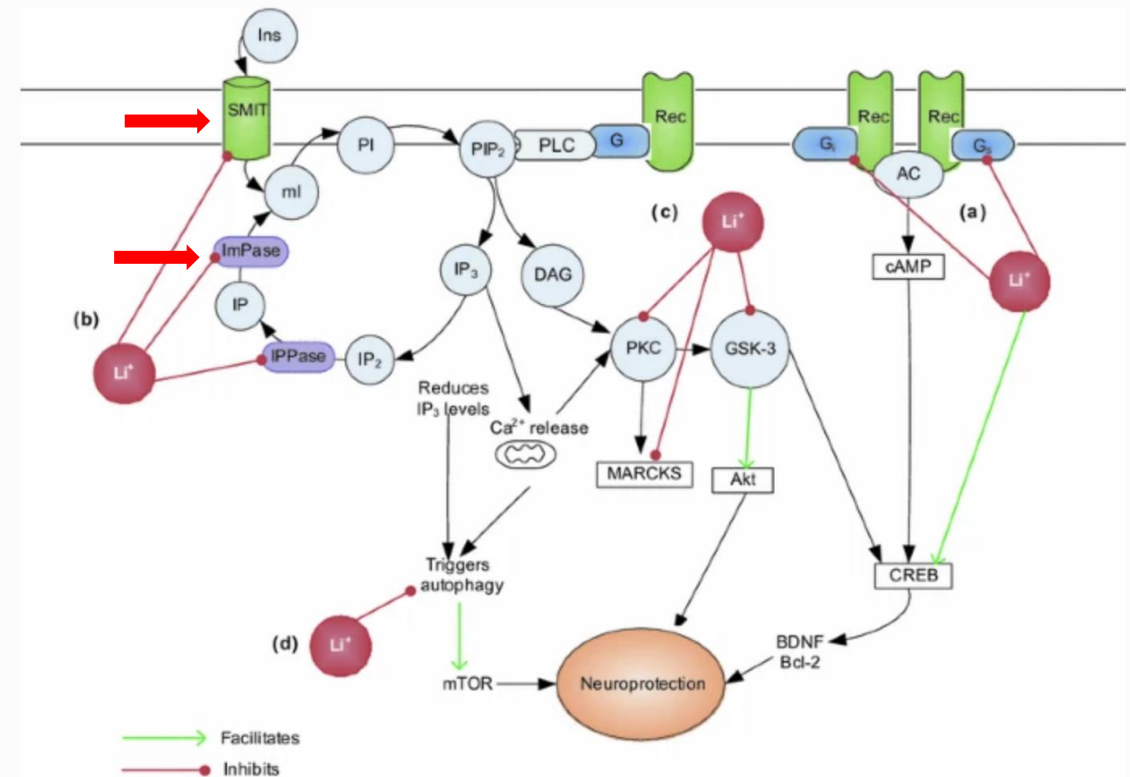 Ins
SMIT
Rec
Rec
Rec
PI
PIP2
PLC
G
Gi
Gs
AC
mI
(c)
Li+
(a)
ImPase
IP3
DAG
cAMP
Li+
IP
(b)
PKC
GSK-3
IPPase
IP2
Li+
Reduces
IP3 levels
Ca2+ release
MARCKS
Akt
Triggers
autophagy
CREB
(d)
Li+
BDNF
Bcl-2
mTOR
Neuroprotection
Facilitates
Inhibits